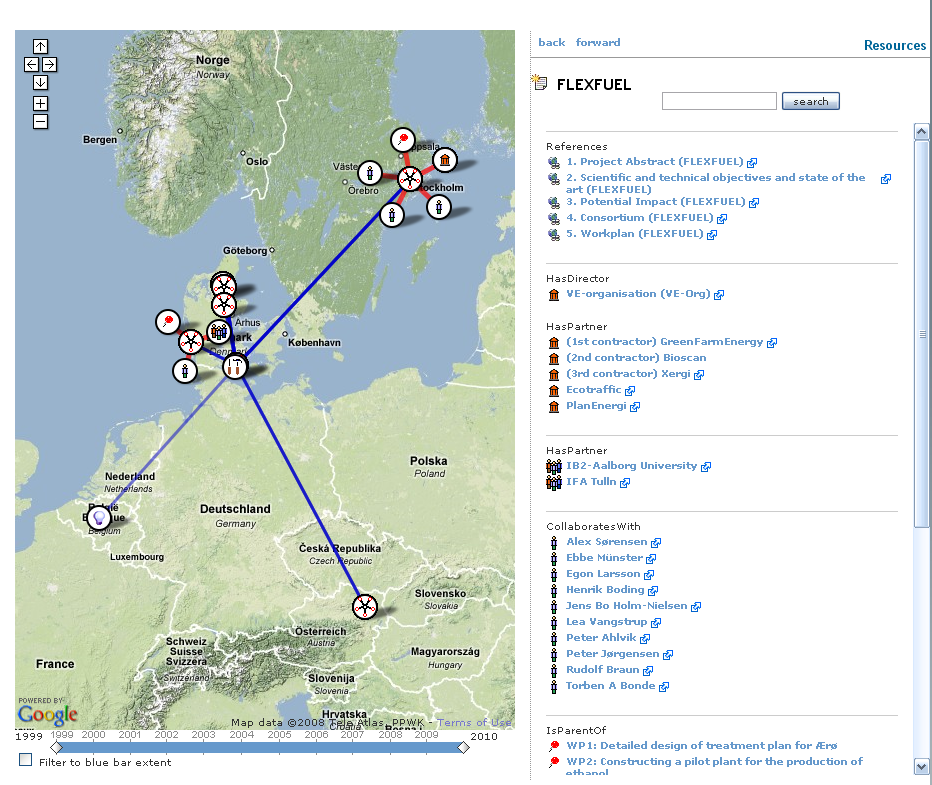 Norge
Norway
Bergen
Oslo
Örebro
Göteborg
Arhus
København
Polska
Poland
Nederland
Netherlands
Deutschland
Germany
Belgium
Luxembourg
Česká Republika
Czech Republic
Slovensko
Slovakia
Österreich
Austria
Schweiz
Suisse
Svizzera
Switzerland
Magyarország
Hungary
France
Slovenija
Slovenia
Hrvatska
Croatia
POWERED BY
Google
Map data ©2008 Tele Atlas, PPWK - Terms of Use
1999 1999 2000 2001 2002 2003 2004 2005 2006 2007 2008 2009 2010
Filter to blue bar extent
back forward
Resources
FLEXFUEL
search
References
1. Project Abstract (FLEXFUEL)
2. Scientific and technical objectives and state of the
art (FLEXFUEL)
3. Potential Impact (FLEXFUEL)
4. Consortium (FLEXFUEL)
5. Workplan (FLEXFUEL)
HasDirector
VE-organisation (VE-Org)
HasPartner
(1st contractor) GreenFarmEnergy
(2nd contractor) Bioscan
(3rd contractor) Xergi
Ecotraffic
PlanEnergi
HasPartner
IB2-Aalborg University
IFA Tulln
CollaboratesWith
Alex Sørensen
Ebbe Münster
Egon Larsson
Henrik Boding
Jens Bo Holm-Nielsen
Lea Vangstrup
Peter Ahlvik
Peter Jørgensen
Rudolf Braun
Torben A Bonde
IsParentOf
WP1: Detailed design of treatment plan for Ærø
WP2: Constructing a pilot plant for the production of
ethanol